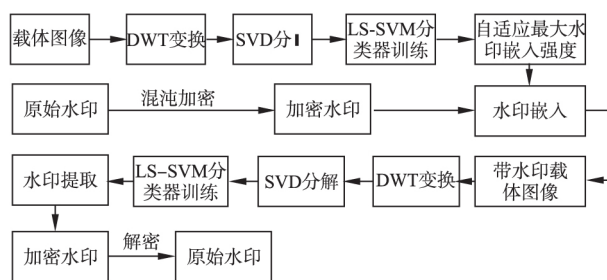 载体图像
DWT变换
SVD分
LS-SVM分
类器训练
自适应最大水
印嵌入强度
原始水印
混沌加密
加密水印
水印嵌入
水印提取
LS-SVM分
类器训练
SVD分解
DWT变换
带水印载
体图像
加密水印
解密
原始水印